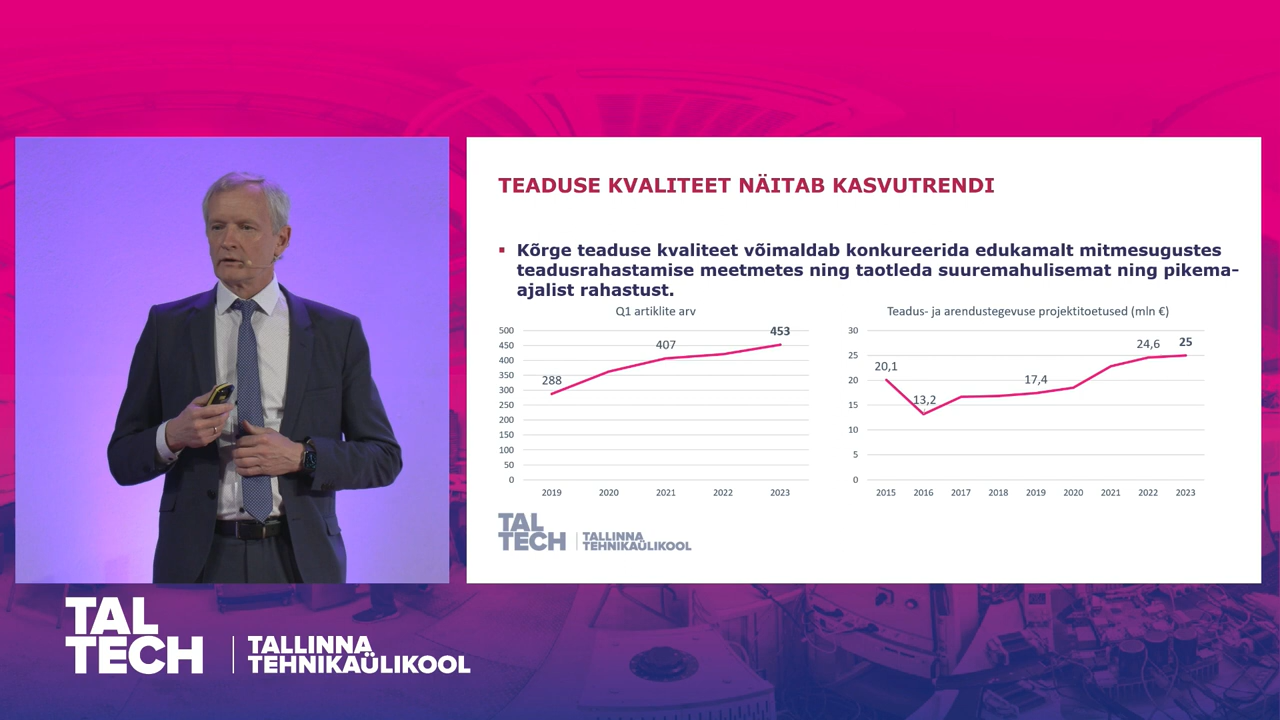 TEADUSE KVALITEET NÄITAB KASVUTRENDI
▪ Kõrge teaduse kvaliteet võimaldab konkureerida edukamalt mitmesugustes
teadusrahastamise meetmetes ning taotleda suuremahulisemat ning pikema-
ajalist rahastust.
Q1 artiklite arv
500
450
400
350
300
250
200
150
100
50
0
288
407
453
2019 2020 2021 2022 2023
Teadus- ja arendustegevuse projektitoetused (mln €)
30
25
20
15
10
5
0
20,1
13,2
17,4
24,6
25
2015 2016 2017 2018 2019 2020 2021 2022 2023
TAL
TECH
TALLINNA
TEHNIKAÜLIKOOL
TAL
TECH
TALLINNA
TEHNIKAÜLIKOOL